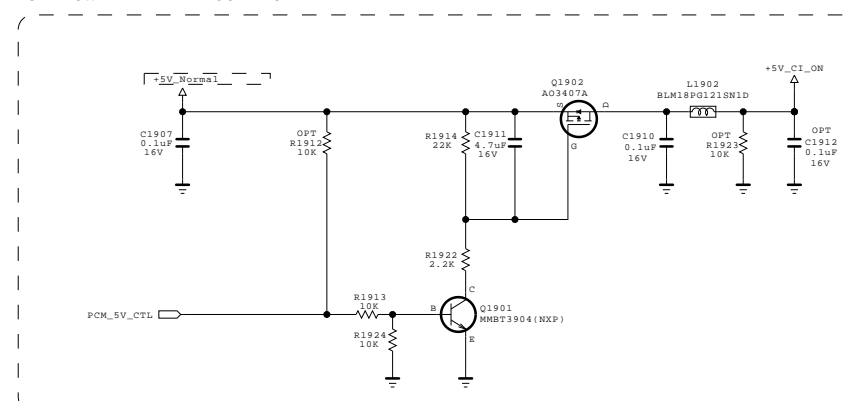 +5V_Normal
Q1902
AO3407A
+5V_CI_ON
L1902
BLM18PG121SN1D
S
D
G
C1907
0.1uF
16V
OPT
R1912
10K
R1914
22K
C1911
4.7uF
16V
C1910
0.1uF
16V
OPT
R1923
10K
OPT
C1912
0.1uF
16V
R1922
2.2K
PCM_5V_CTL
R1913
10K
R1924
10K
B
C
E
Q1901
MMBT3904(NXP)